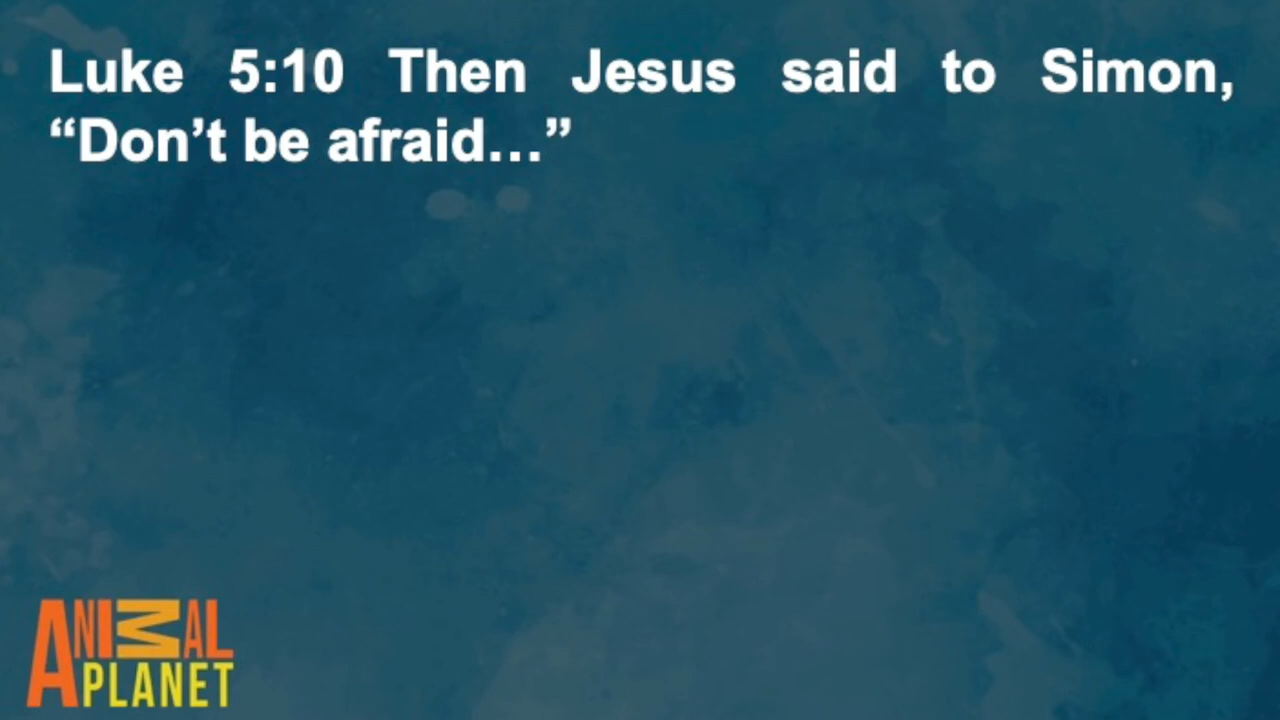 Luke 5:10 Then Jesus said to Simon,
“Don’t be afraid…”
ANIMAL
PLANET